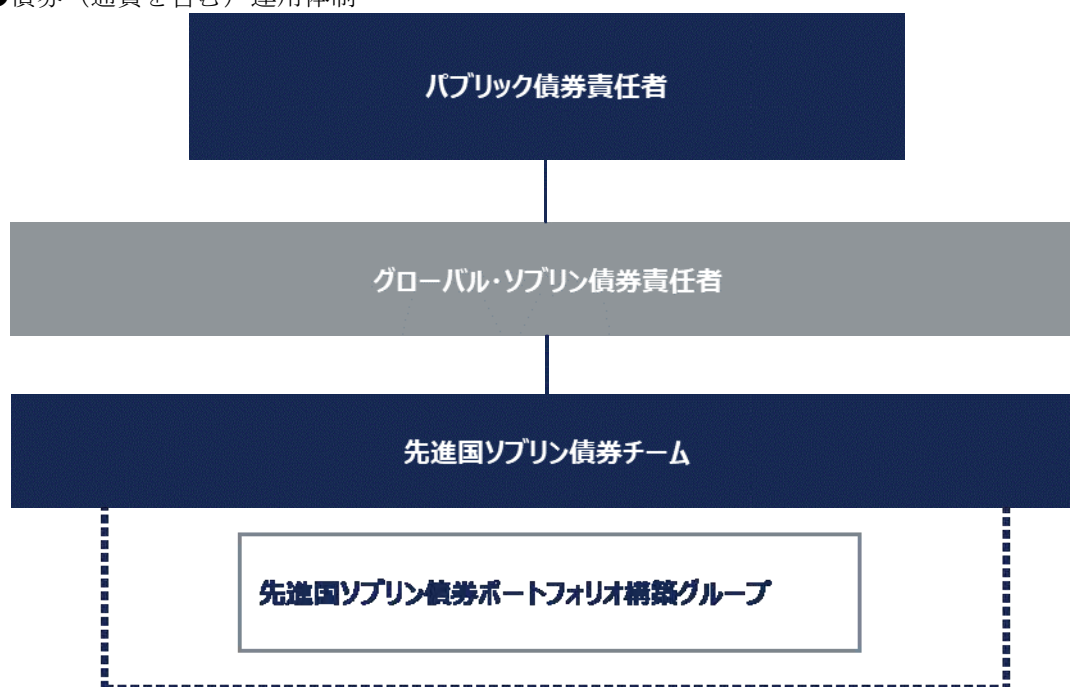 ●債券（通貨を含む）運用体制
パブリック債券責任者
グローバル・ソブリン債券責任者
先進国ソブリン債券チーム
先進国ソブリン債券ポートフォリオ構築グループ